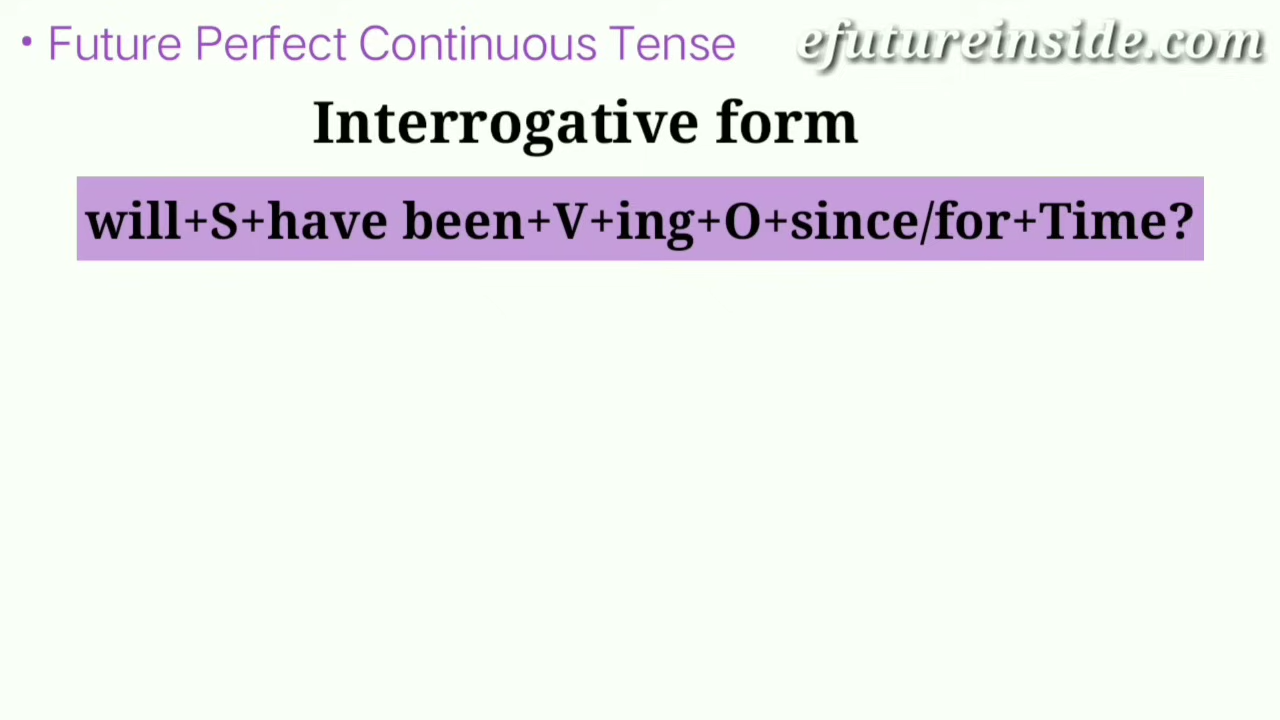 • Future Perfect Continuous Tense
efutureinside.com
Interrogative form
will+S+have been+V+ing+O+since/for+Time?